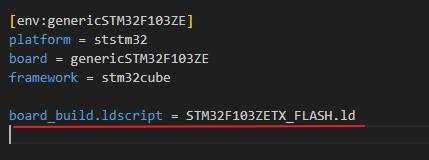 [env:genericSTM32F103ZE]
platform = ststm32
board = genericSTM32F103ZE
framework = stm32cube
board_build.ldscript = STM32F103ZETX_FLASH.ld